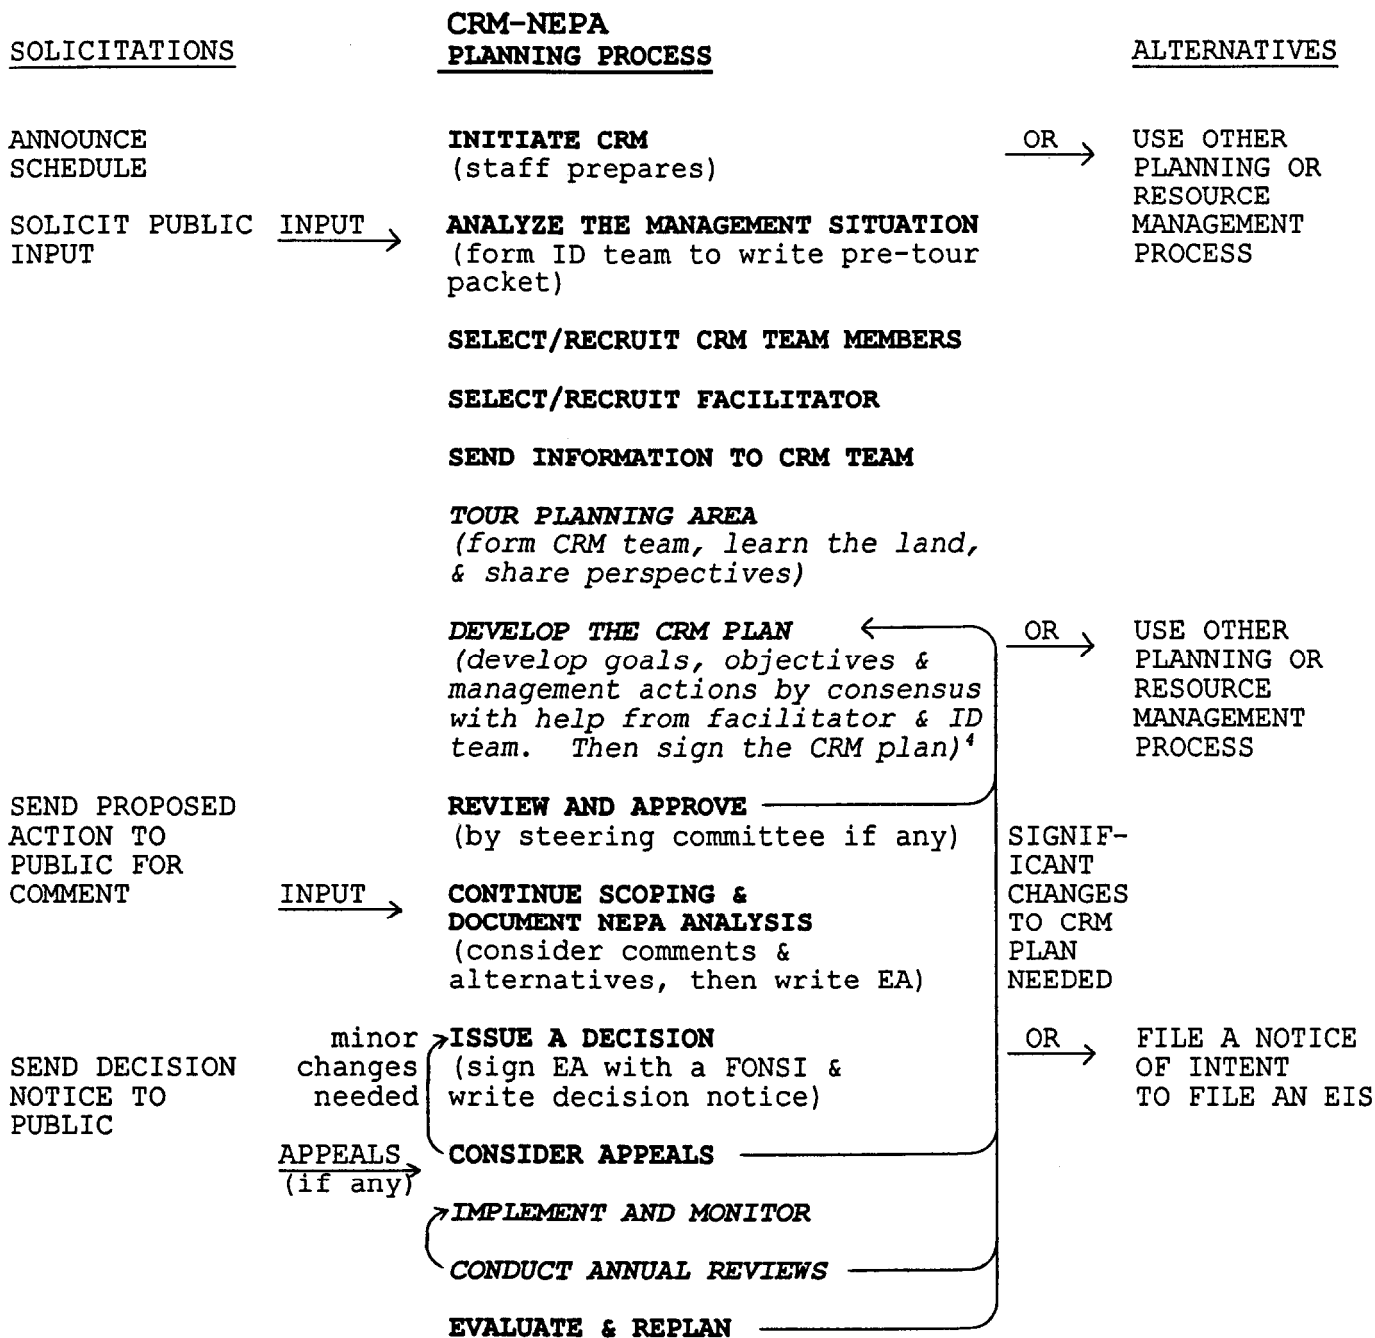 CRM-NEPA
SOLICITATIONS
PLANNING PROCESS
ALTERNATIVES
ANNOUNCE
SCHEDULE
INITIATE CRM
(staff prepares)
OR
USE OTHER
PLANNING OR
RESOURCE
MANAGEMENT
PROCESS
SOLICIT PUBLIC
INPUT
INPUT
ANALYZE THE MANAGEMENT SITUATION
(form ID team to write pre-tour
packet)
SELECT/RECRUIT CRM TEAM MEMBERS
SELECT/RECRUIT FACILITATOR
SEND INFORMATION TO CRM TEAM
TOUR PLANNING AREA
(form CRM team, learn the land,
& share perspectives)
DEVELOP THE CRM PLAN
(develop goals, objectives &
management actions by consensus
with help from facilitator & ID
team.  Then sign the CRM plan)⁴
OR
USE OTHER
PLANNING OR
RESOURCE
MANAGEMENT
PROCESS
SEND PROPOSED
ACTION TO
PUBLIC FOR
COMMENT
REVIEW AND APPROVE
(by steering committee if any)
SIGNIF-
ICANT
CHANGES
TO CRM
PLAN
NEEDED
INPUT
CONTINUE SCOPING &
DOCUMENT NEPA ANALYSIS
(consider comments &
alternatives, then write EA)
minor
changes
needed
ISSUE A DECISION
(sign EA with a FONSI &
write decision notice)
OR
FILE A NOTICE
OF INTENT
TO FILE AN EIS
SEND DECISION
NOTICE TO
PUBLIC
APPEALS
(if any)
CONSIDER APPEALS
IMPLEMENT AND MONITOR
CONDUCT ANNUAL REVIEWS
EVALUATE & REPLAN